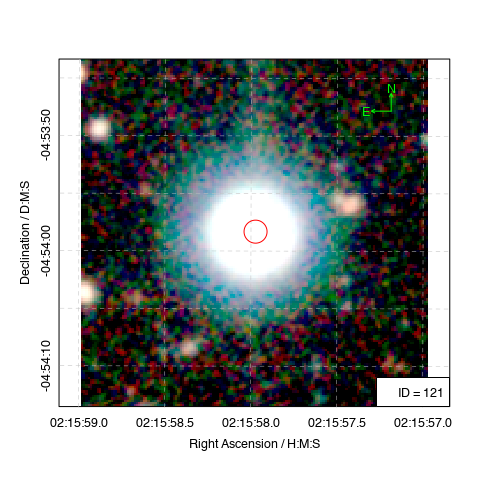 N
E
-04:53:50
-04:54:00
-04:54:10
Declination / D:M:S
ID = 121
02:15:59.0 02:15:58.5 02:15:58.0 02:15:57.5 02:15:57.0
Right Ascension / H:M:S